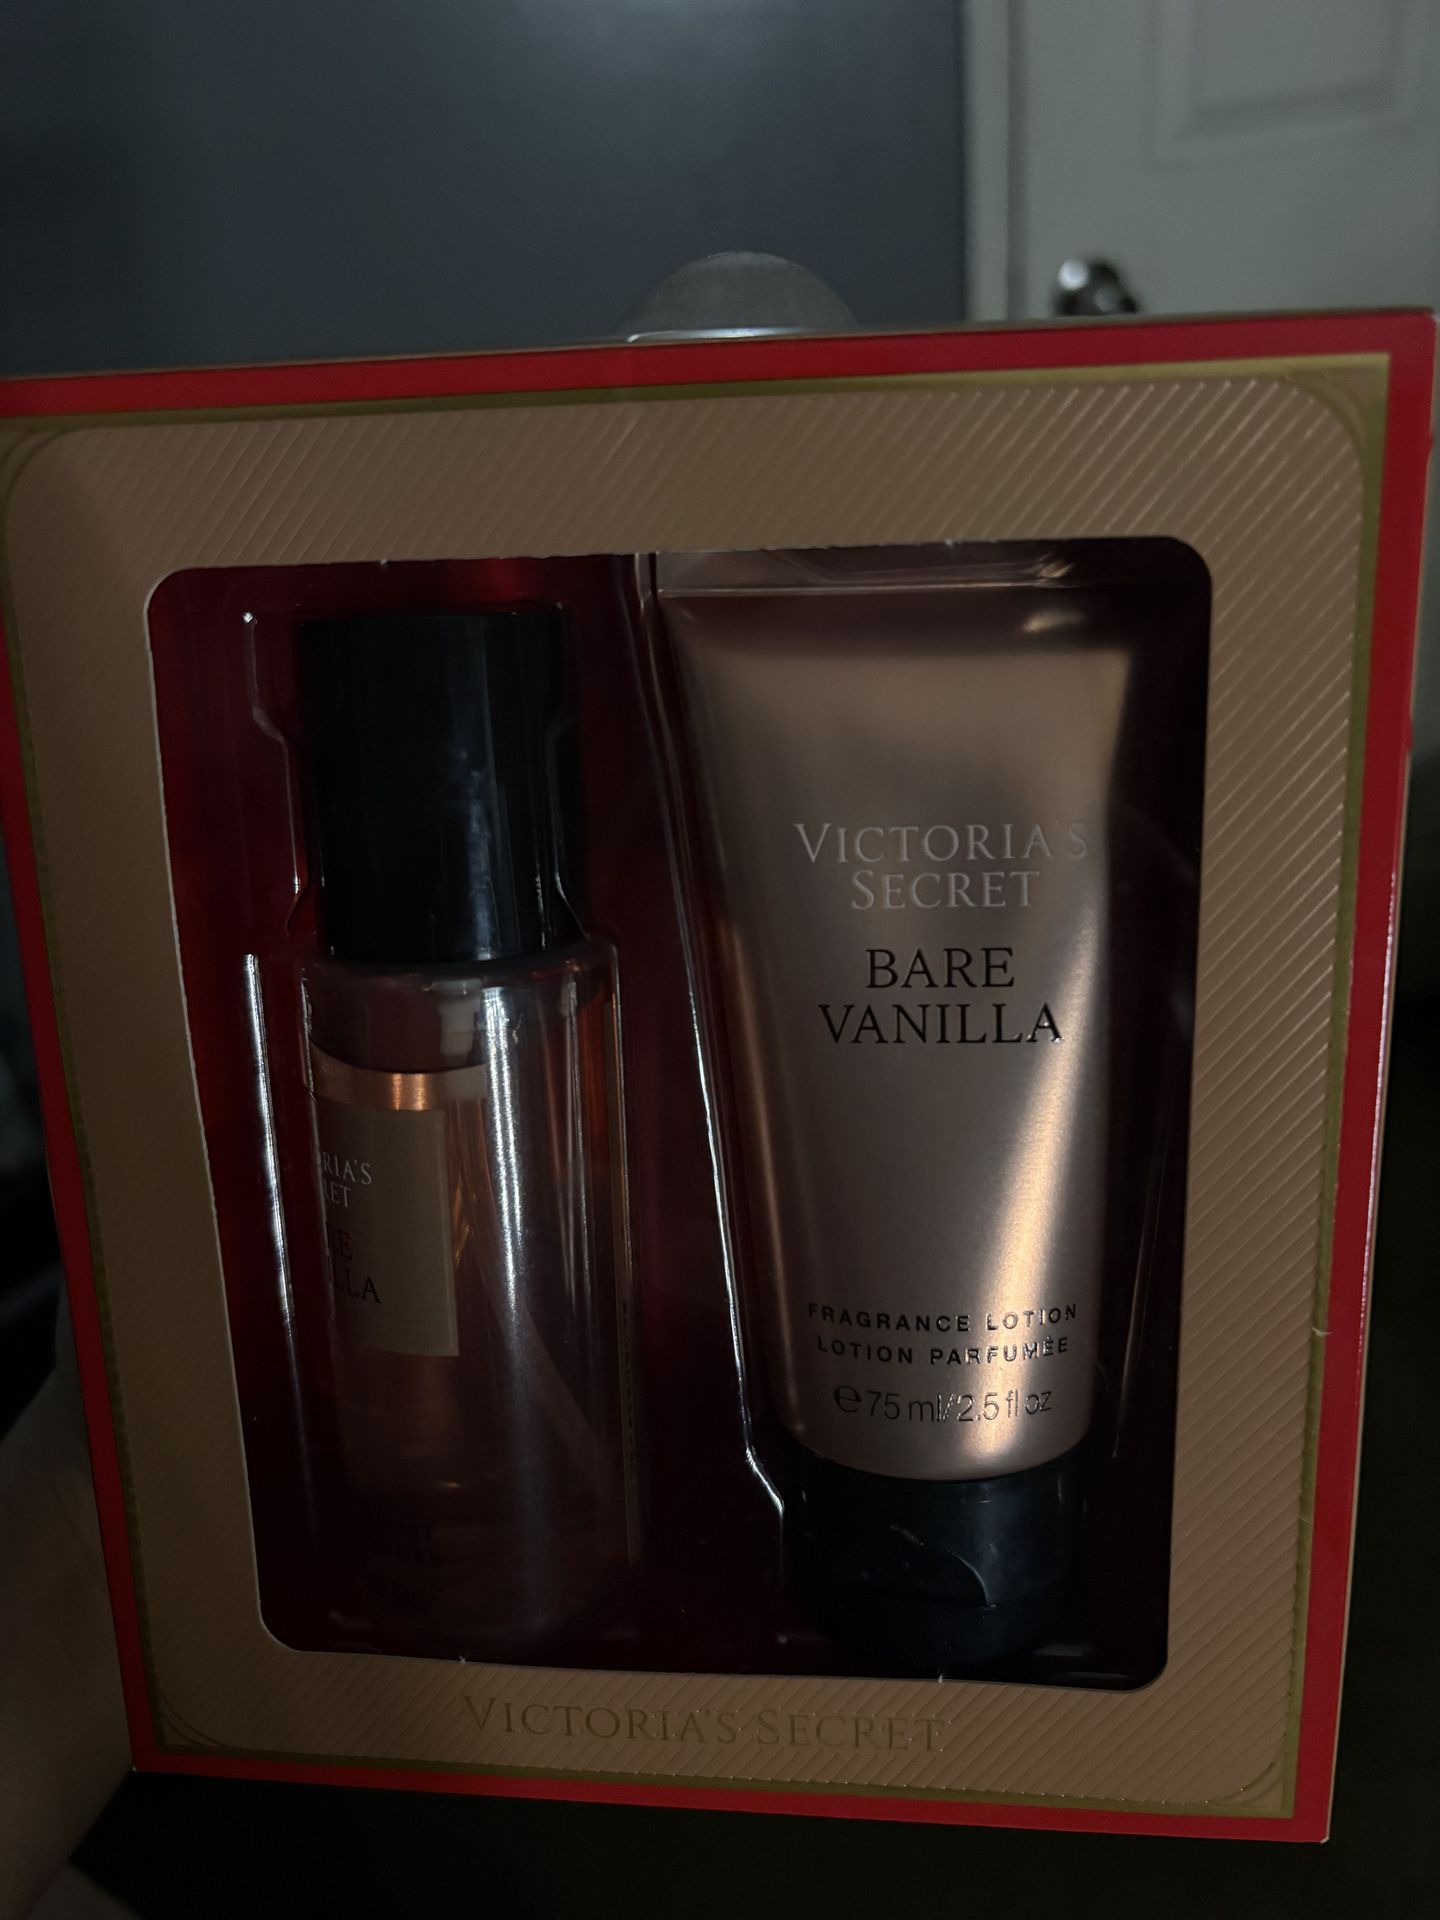 VICTORIA'S
SECRET
BARE
VANILLA
FRAGRANCE LOTION
LOTION PARFUMÉE
℮75 ml/2.5 fl oz
VICTORIA'S SECRET